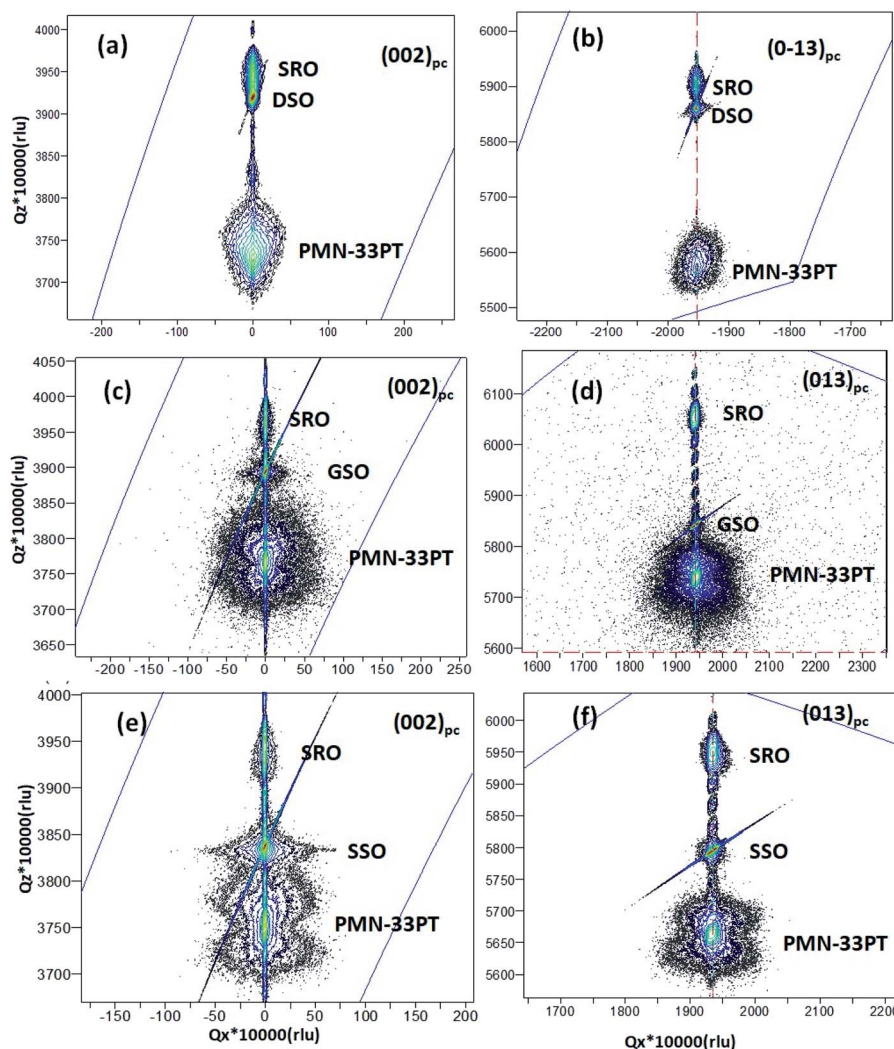 (a)
(002)pc
SRO
DSO
PMN-33PT
4000
3950
3900
3850
3800
3750
3700
-200 -100 0 100 200
(b)
(0-13)pc
SRO
DSO
PMN-33PT
6000
5900
5800
5700
5600
5500
-2200 -2100 -2000 -1900 -1800 -1700
(c)
(002)pc
SRO
GSO
PMN-33PT
4050
4000
3950
3900
3850
3800
3750
3700
3650
-200 -150 -100 -50 0 50 100 150 200 250
(d)
(013)pc
SRO
GSO
PMN-33PT
6100
6000
5900
5800
5700
5600
1600 1700 1800 1900 2000 2100 2200 2300
(e)
(002)pc
SRO
SSO
PMN-33PT
4000
3950
3900
3850
3800
3750
3700
-150 -100 -50 0 50 100 150 200
(f)
(013)pc
SRO
SSO
PMN-33PT
6000
5950
5900
5850
5800
5750
5700
5650
5600
1700 1800 1900 2000 2100 2200
Qz*10000(rlu)
Qz*10000(rlu)
Qz*10000(rlu)
Qx*10000(rlu)
Qx*10000(rlu)